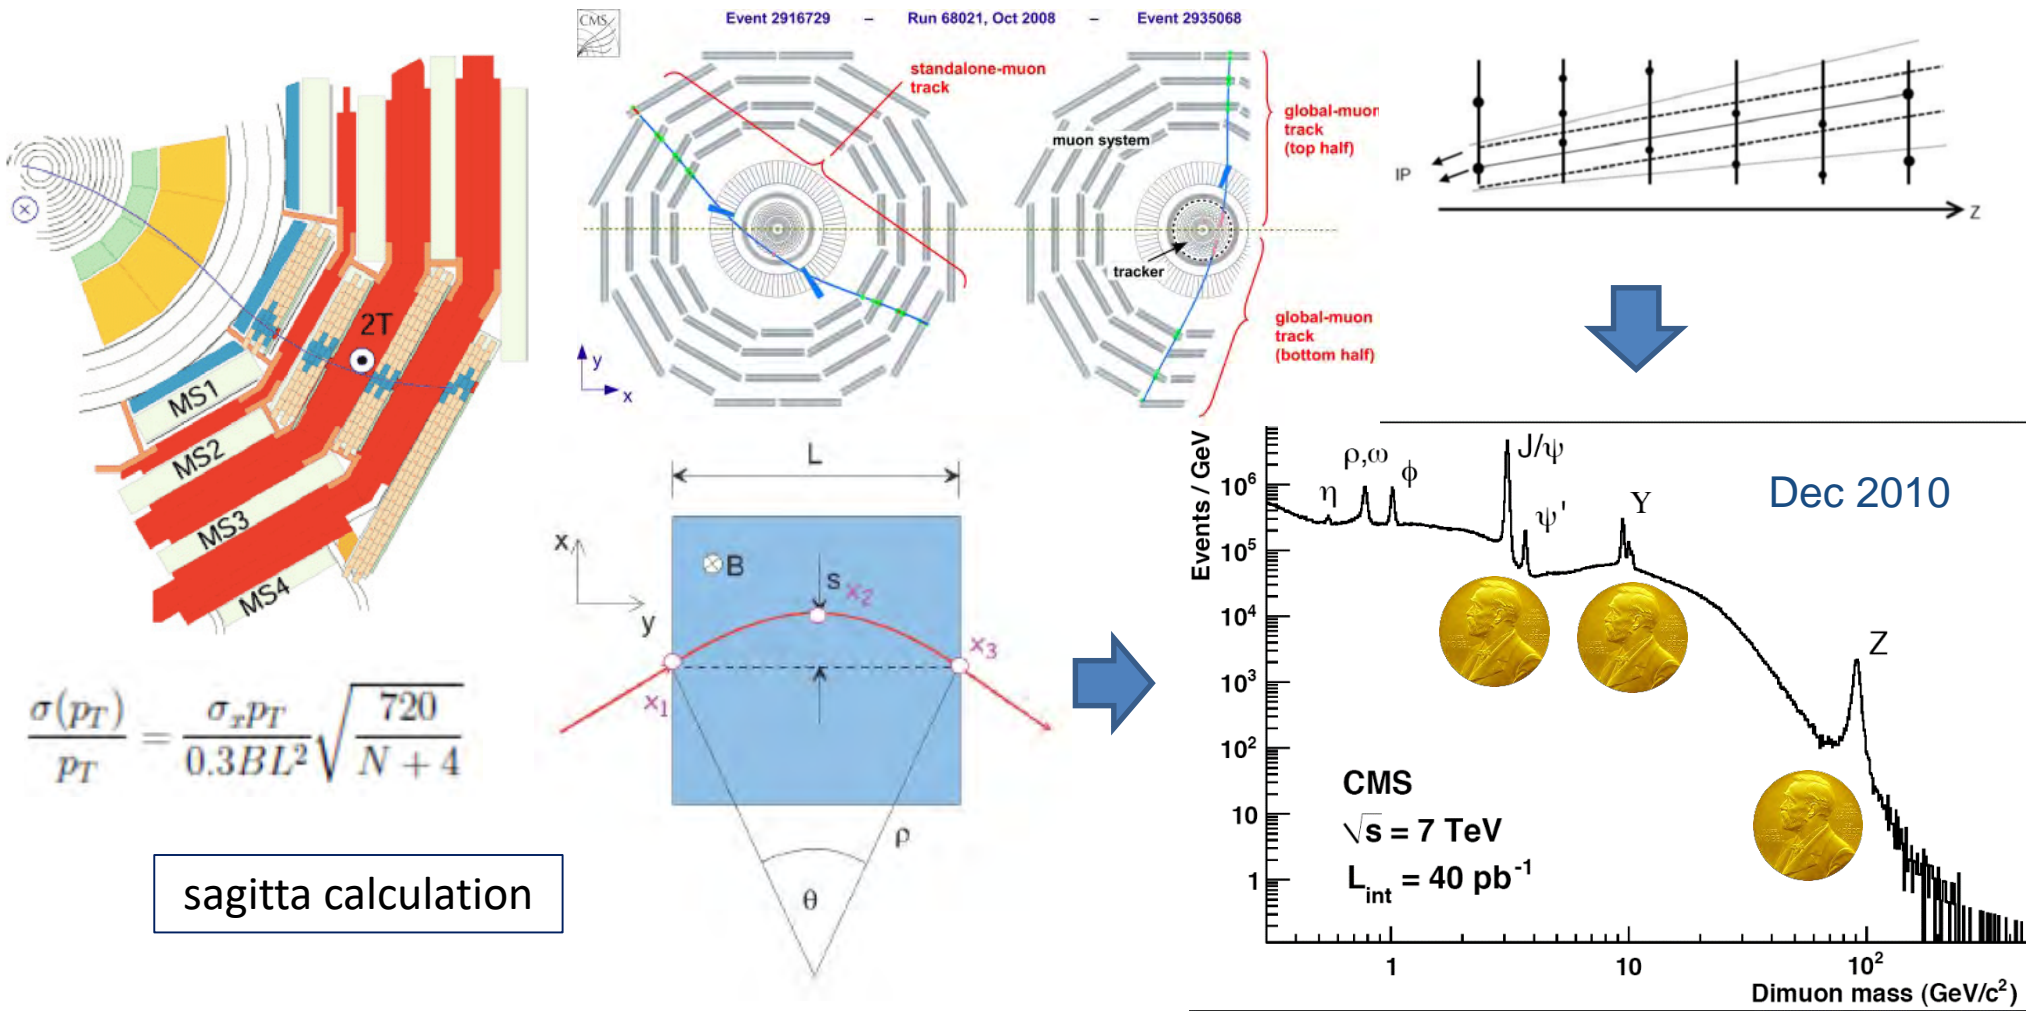 CMS
Event 2916729 – Run 68021, Oct 2008 – Event 2935068
standalone-muon
track
global-muon
track
(top half)
muon system
tracker
global-muon
track
(bottom half)
y
x
IP
Z
2T
MS1
MS2
MS3
MS4
σ(p_T)/p_T = σ_x p_T/0.3BL² √720/N + 4
sagitta calculation
L
x
y
B
s
x₁
x₂
x₃
ρ
θ
Dec 2010
Events / GeV
10⁶
10⁵
10⁴
10³
10²
10
1
η
ρ,ω
ϕ
J/ψ
ψ'
Υ
Z
CMS
√s = 7 TeV
L_int = 40 pb⁻¹
1
10
10²
Dimuon mass (GeV/c²)